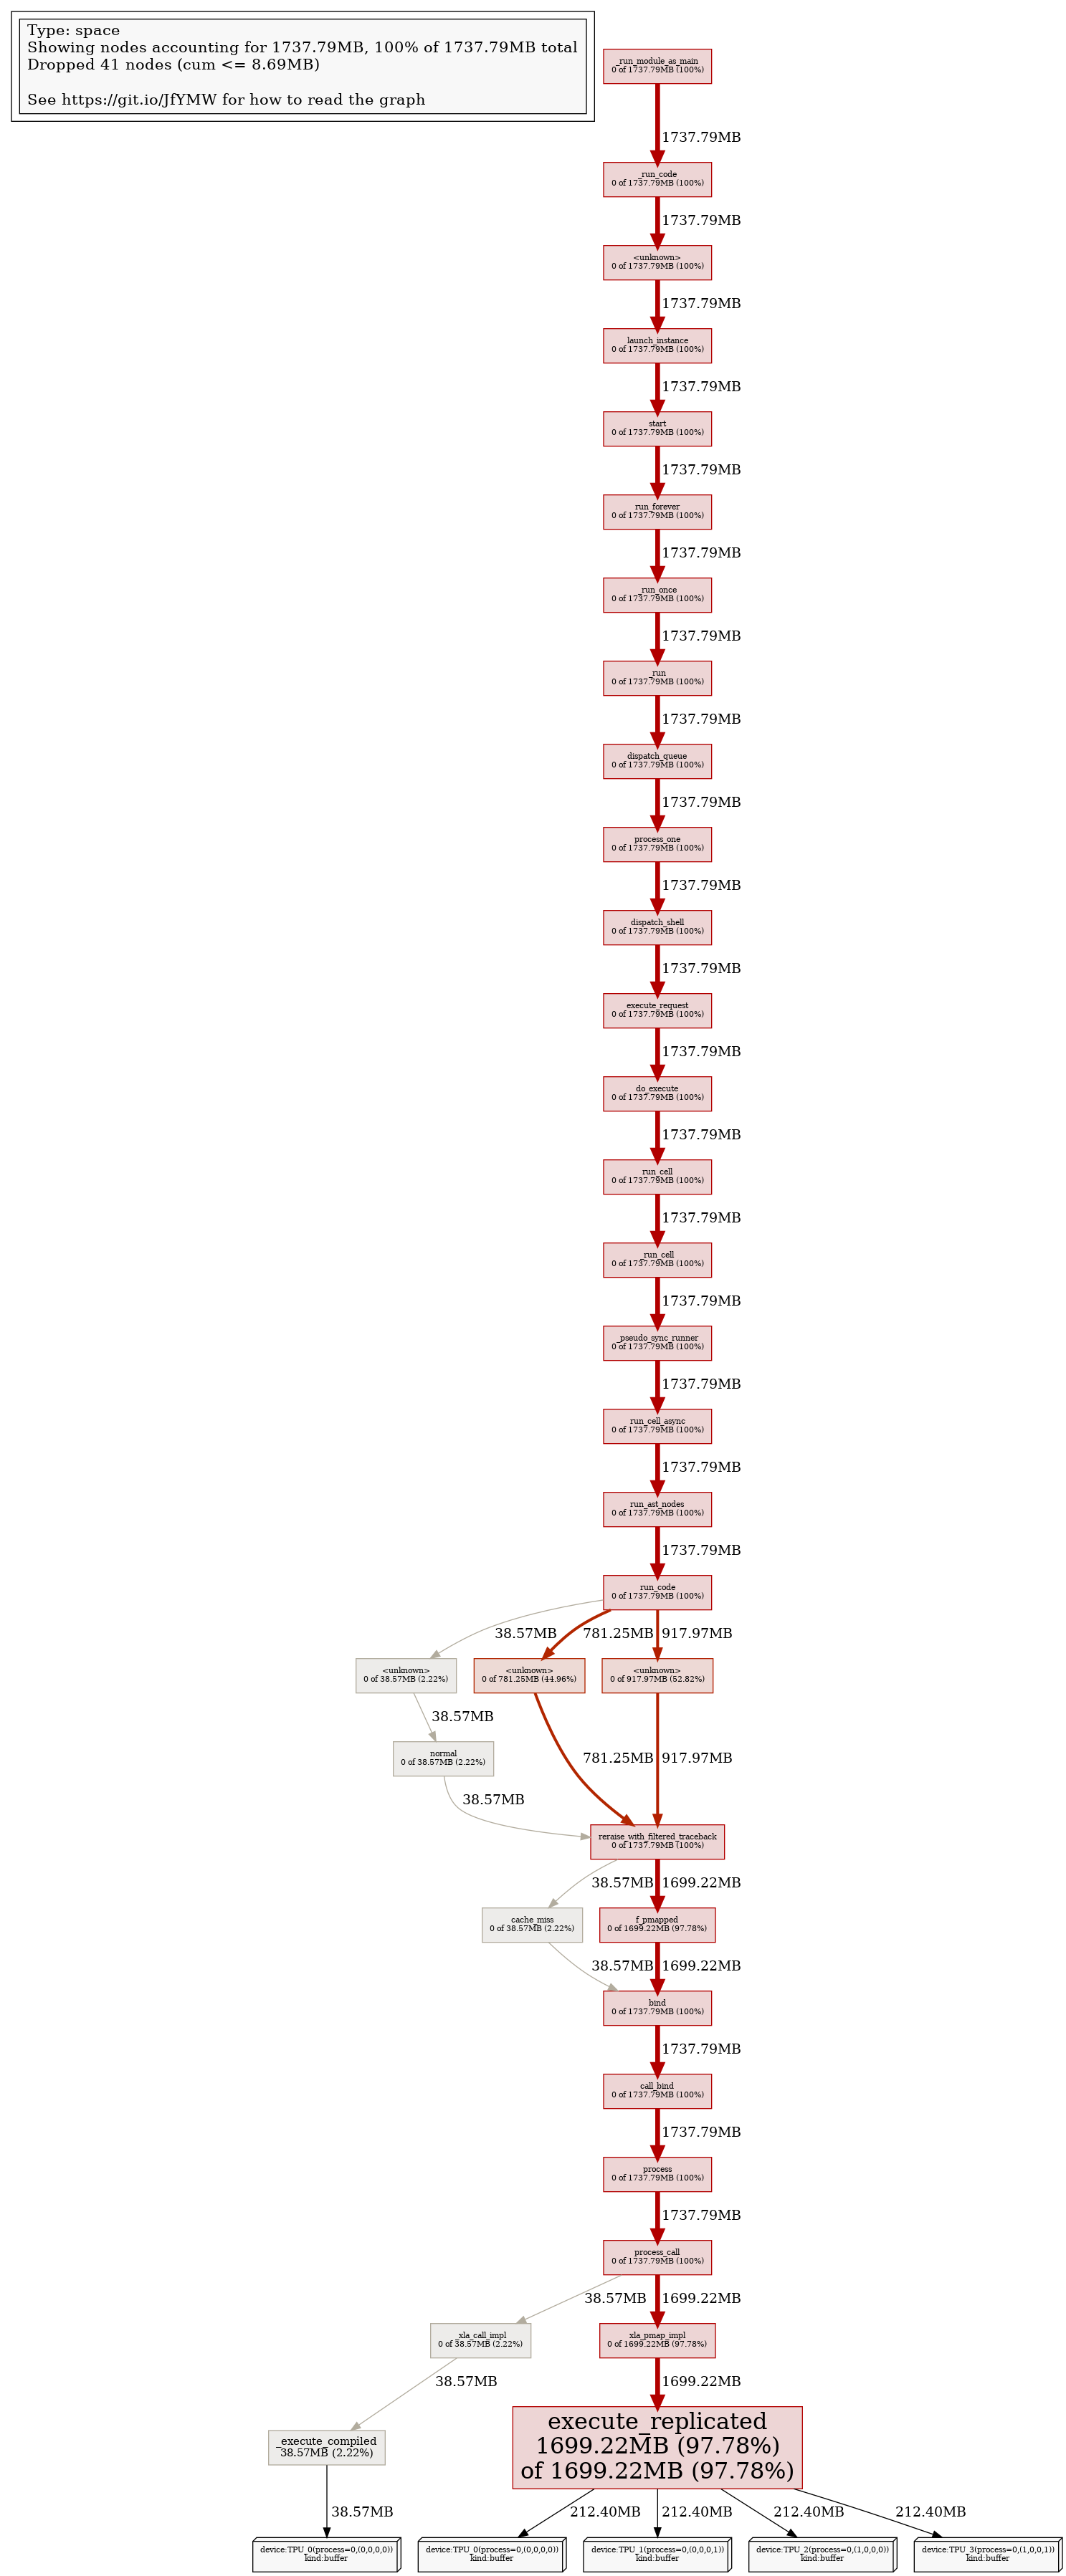 Type: space
Showing nodes accounting for 1737.79MB, 100% of 1737.79MB total
Dropped 41 nodes (cum <= 8.69MB)
See https://git.io/JfYMW for how to read the graph
_run_module_as_main
0 of 1737.79MB (100%)
1737.79MB
_run_code
0 of 1737.79MB (100%)
1737.79MB
<unknown>
0 of 1737.79MB (100%)
1737.79MB
launch_instance
0 of 1737.79MB (100%)
1737.79MB
start
0 of 1737.79MB (100%)
1737.79MB
run_forever
0 of 1737.79MB (100%)
1737.79MB
_run_once
0 of 1737.79MB (100%)
1737.79MB
_run
0 of 1737.79MB (100%)
1737.79MB
dispatch_queue
0 of 1737.79MB (100%)
1737.79MB
process_one
0 of 1737.79MB (100%)
1737.79MB
dispatch_shell
0 of 1737.79MB (100%)
1737.79MB
execute_request
0 of 1737.79MB (100%)
1737.79MB
do_execute
0 of 1737.79MB (100%)
1737.79MB
run_cell
0 of 1737.79MB (100%)
1737.79MB
_run_cell
0 of 1737.79MB (100%)
1737.79MB
_pseudo_sync_runner
0 of 1737.79MB (100%)
1737.79MB
run_cell_async
0 of 1737.79MB (100%)
1737.79MB
run_ast_nodes
0 of 1737.79MB (100%)
1737.79MB
run_code
0 of 1737.79MB (100%)
38.57MB
781.25MB
917.97MB
<unknown>
0 of 38.57MB (2.22%)
<unknown>
0 of 781.25MB (44.96%)
<unknown>
0 of 917.97MB (52.82%)
38.57MB
normal
0 of 38.57MB (2.22%)
781.25MB
917.97MB
38.57MB
reraise_with_filtered_traceback
0 of 1737.79MB (100%)
38.57MB
1699.22MB
cache_miss
0 of 38.57MB (2.22%)
f_pmapped
0 of 1699.22MB (97.78%)
38.57MB
1699.22MB
bind
0 of 1737.79MB (100%)
1737.79MB
call_bind
0 of 1737.79MB (100%)
1737.79MB
process
0 of 1737.79MB (100%)
1737.79MB
process_call
0 of 1737.79MB (100%)
38.57MB
1699.22MB
xla_call_impl
0 of 38.57MB (2.22%)
xla_pmap_impl
0 of 1699.22MB (97.78%)
38.57MB
1699.22MB
_execute_compiled
38.57MB (2.22%)
execute_replicated
1699.22MB (97.78%)
of 1699.22MB (97.78%)
38.57MB
212.40MB
212.40MB
212.40MB
212.40MB
device:TPU_0(process=0,(0,0,0,0))
kind:buffer
device:TPU_0(process=0,(0,0,0,0))
kind:buffer
device:TPU_1(process=0,(0,0,0,1))
kind:buffer
device:TPU_2(process=0,(1,0,0,0))
kind:buffer
device:TPU_3(process=0,(1,0,0,1))
kind:buffer